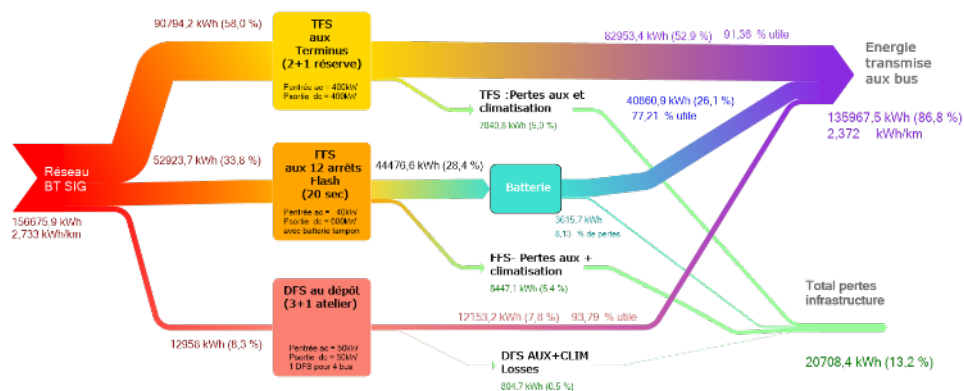 90794,2 kWh (58,0 %)
TFS
aux
Terminus
(2+1 réserve)
Pentrée ac = 400kW
Psortie dc = 400kW
82953,4 kWh (52,9 %) 91,36 % utile
Energie
transmise
aux bus
TFS :Pertes aux et
climatisation
7840,8 kWh (5,0 %)
40860,9 kWh (26,1 %)
77,21 % utile
135967,5 kWh (86,8 %)
2,372 kWh/km
52923,7 kWh (33,8 %)
Réseau
BT SIG
156675,9 kWh
2,733 kWh/km
FFS
aux 12 arrêts
Flash
(20 sec)
Pentrée ac = 40kW
Psortie dc = 600kW
avec batterie tampon
44476,6 kWh (28,4 %)
Batterie
3615,7 kWh
8,13 % de pertes
FFS- Pertes aux +
climatisation
8447,1 kWh (5,4 %)
Total pertes
infrastructure
DFS au dépôt
(3+1 atelier)
Pentrée ac = 50kW
Psortie dc = 50kW
1 DFS pour 4 bus
12958 kWh (8,3 %)
12153,2 kWh (7,8 %) 93,79 % utile
DFS AUX+CLIM
Losses
804,7 kWh (0,5 %)
20708,4 kWh (13,2 %)